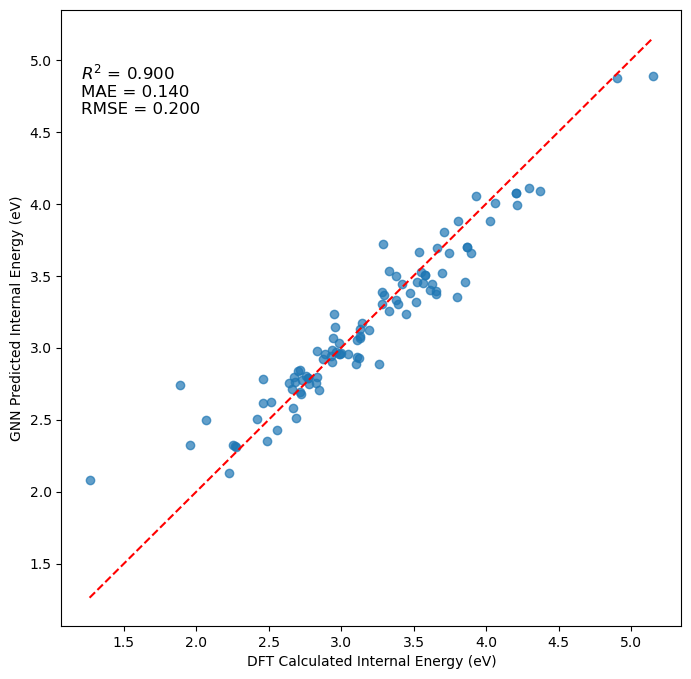 R² = 0.900
MAE = 0.140
RMSE = 0.200
GNN Predicted Internal Energy (eV)
5.0
4.5
4.0
3.5
3.0
2.5
2.0
1.5
1.5 2.0 2.5 3.0 3.5 4.0 4.5 5.0
DFT Calculated Internal Energy (eV)